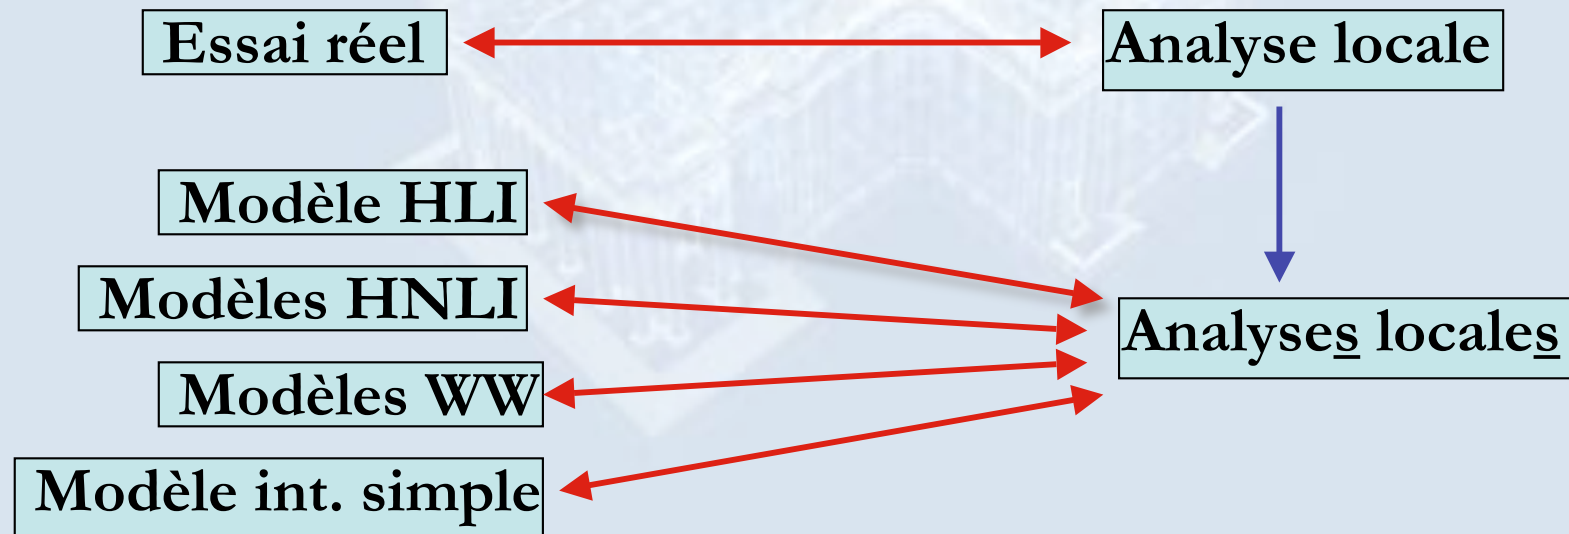 Essai réel
Analyse locale
Modèle HLI
Modèles HNLI
Analyses locales
Modèles WW
Modèle int. simple